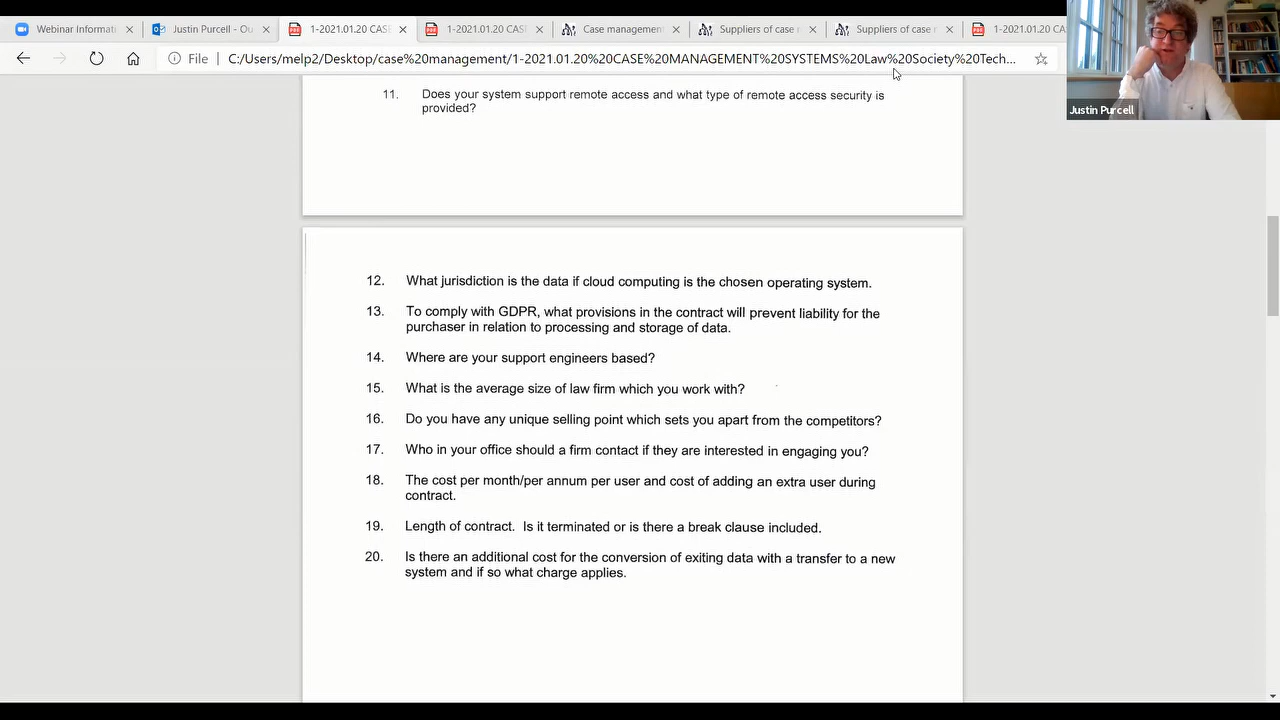 Webinar Informati
Justin Purcell - Ou
1-2021.01.20 CAS
1-2021.01.20 CAS
Case management
Suppliers of case
Suppliers of case
1-2021.01.20 CAS
File
C:/Users/melp2/Desktop/case%20management/1-2021.01.20%20CASE%20MANAGEMENT%20SYSTEMS%20Law%20Society%20Tech...
Justin Purcell
11. Does your system support remote access and what type of remote access security is
provided?
12. What jurisdiction is the data if cloud computing is the chosen operating system.
13. To comply with GDPR, what provisions in the contract will prevent liability for the
purchaser in relation to processing and storage of data.
14. Where are your support engineers based?
15. What is the average size of law firm which you work with?
16. Do you have any unique selling point which sets you apart from the competitors?
17. Who in your office should a firm contact if they are interested in engaging you?
18. The cost per month/per annum per user and cost of adding an extra user during
contract.
19. Length of contract. Is it terminated or is there a break clause included.
20. Is there an additional cost for the conversion of exiting data with a transfer to a new
system and if so what charge applies.